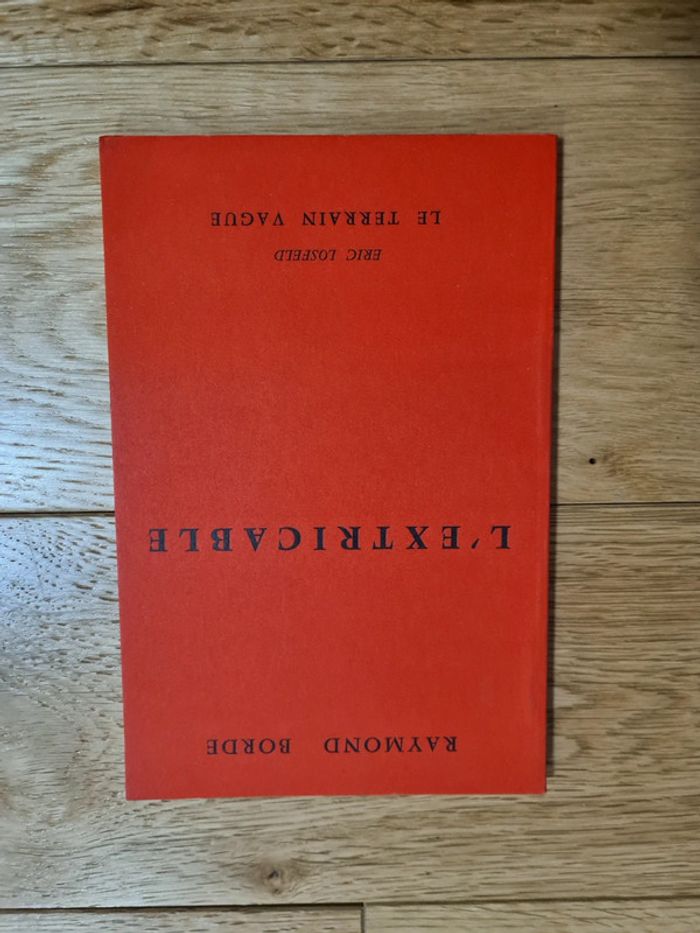 RAYMOND BORDE
L'EXTRICABLE
ERIC LOSFELD
LE TERRAIN VAGUE